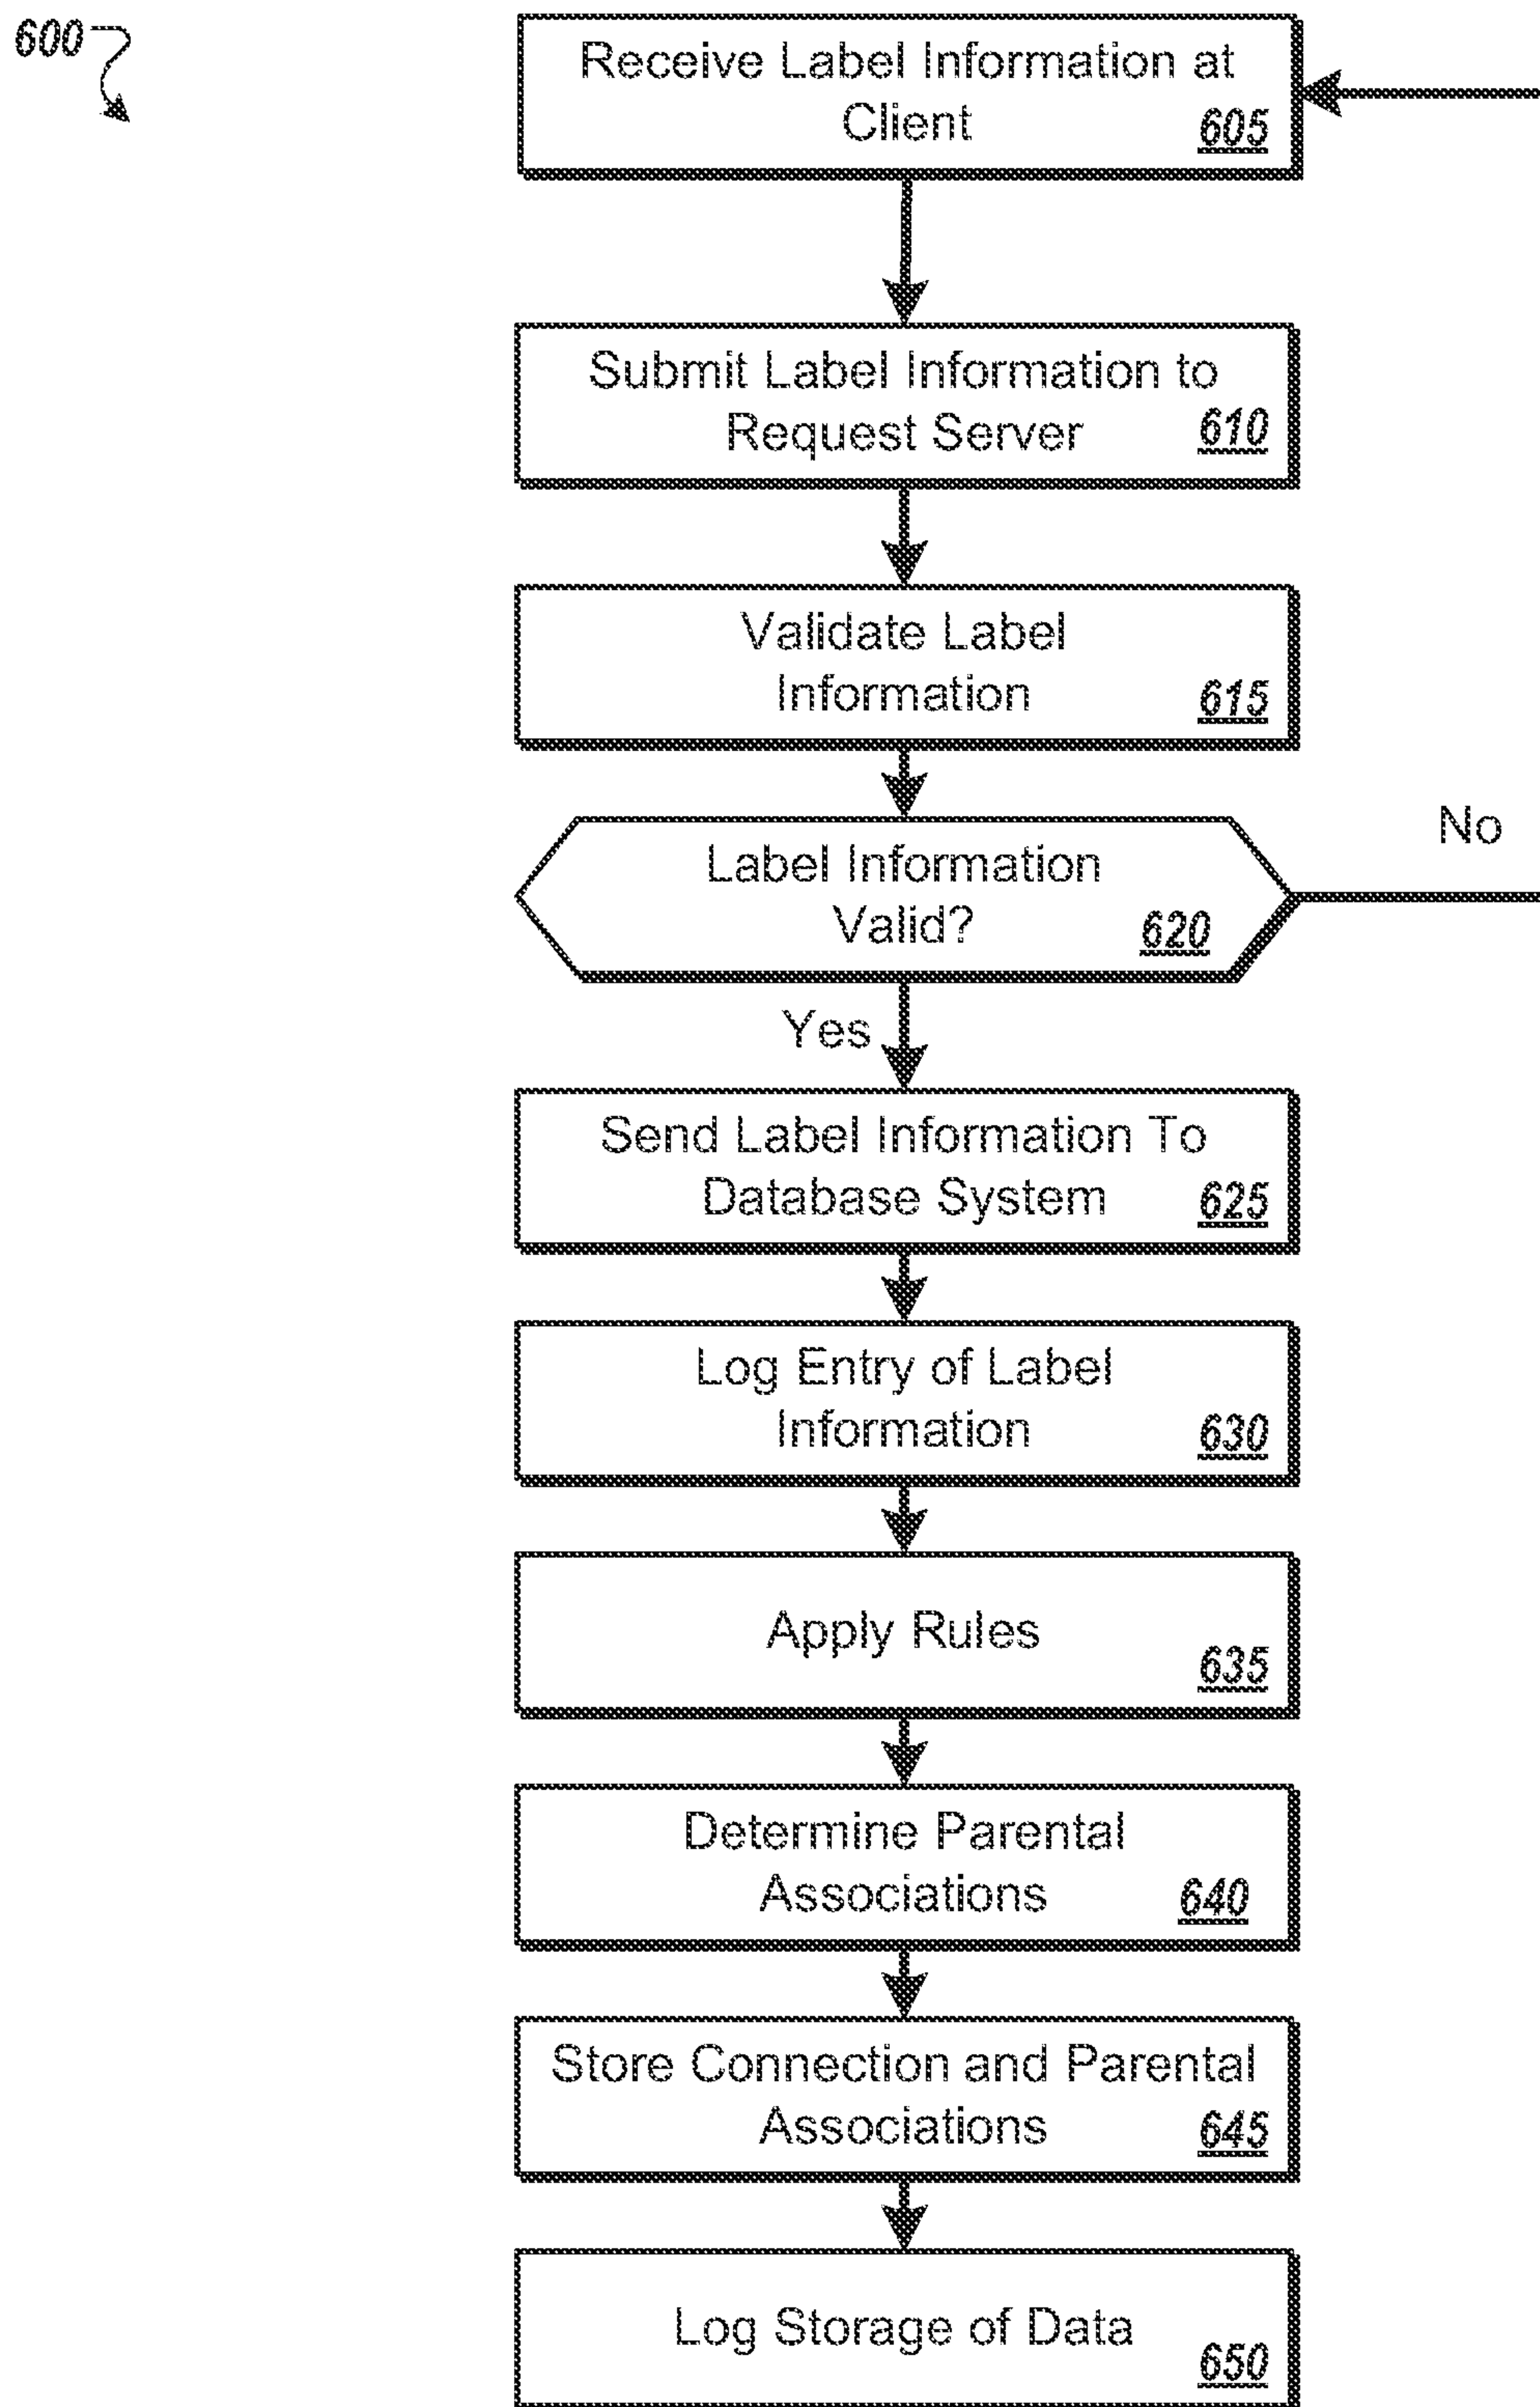 600
Receive Label Information at
Client 605
Submit Label Information to
Request Server 610
Validate Label
Information 615
Label Information
Valid? 620
No
Yes
Send Label Information To
Database System 625
Log Entry of Label
Information 630
Apply Rules
635
Determine Parental
Associations 640
Store Connection and Parental
Associations 645
Log Storage of Data
650